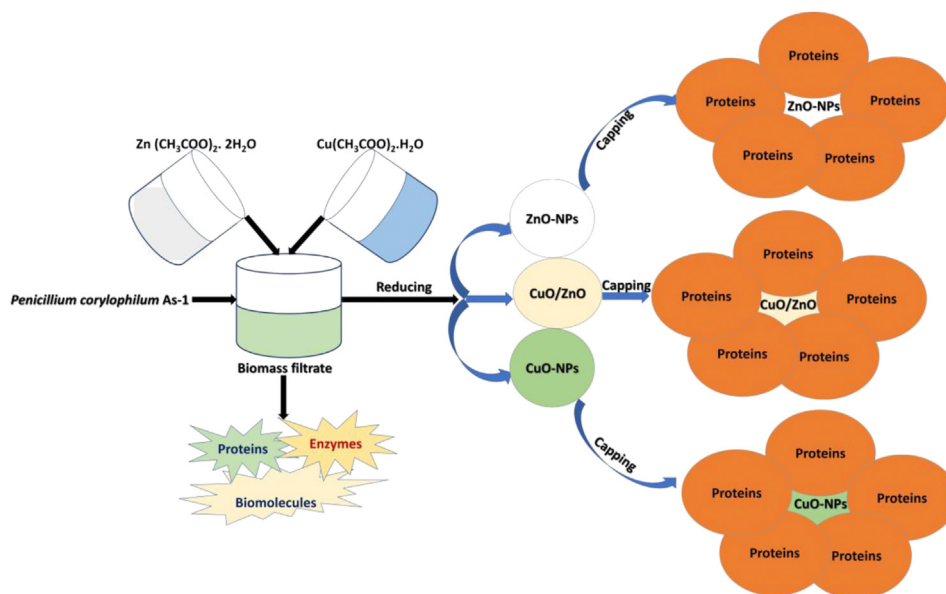 Zn (CH₃COO)₂. 2H₂O
Cu(CH₃COO)₂.H₂O
Penicillium corylophilum As-1
Biomass filtrate
Proteins
Enzymes
Biomolecules
Reducing
ZnO-NPs
CuO/ZnO
CuO-NPs
Capping
Capping
Capping
Proteins
Proteins
Proteins
ZnO-NPs
Proteins
Proteins
Proteins
Proteins
Proteins
CuO/ZnO
Proteins
Proteins
Proteins
Proteins
Proteins
CuO-NPs
Proteins
Proteins